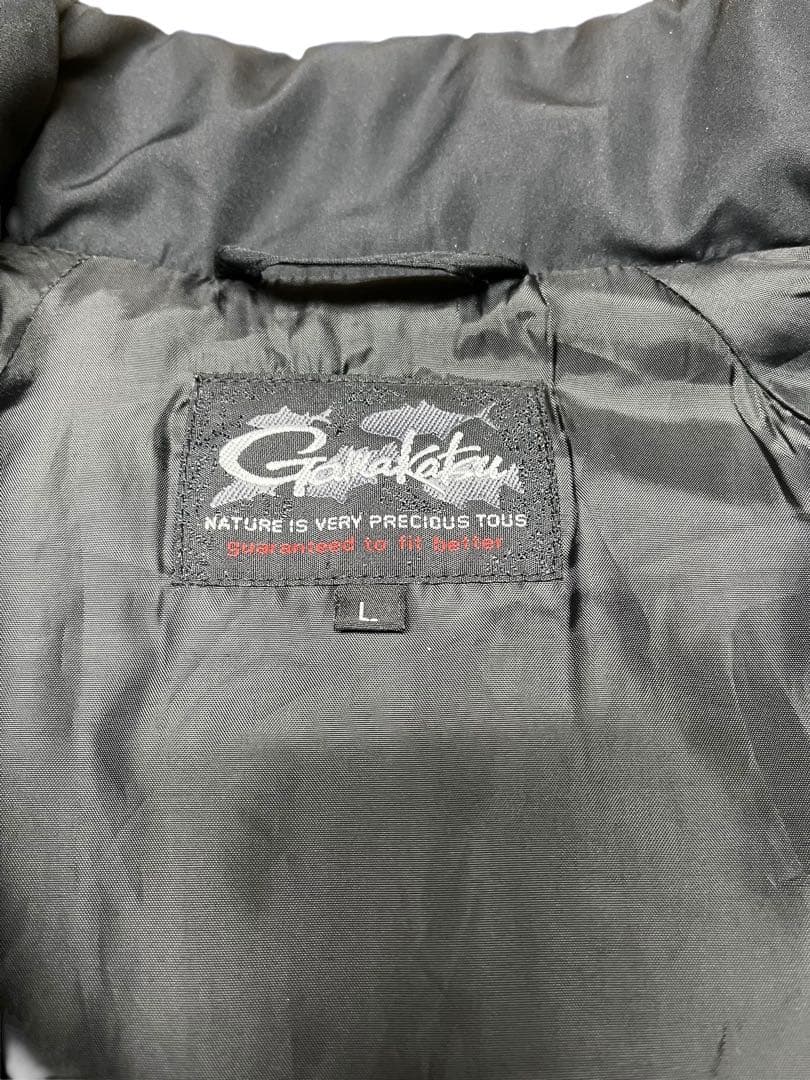 Gamakatsu
NATURE IS VERY PRECIOUS TOUS
guaranteed to fit better
L.